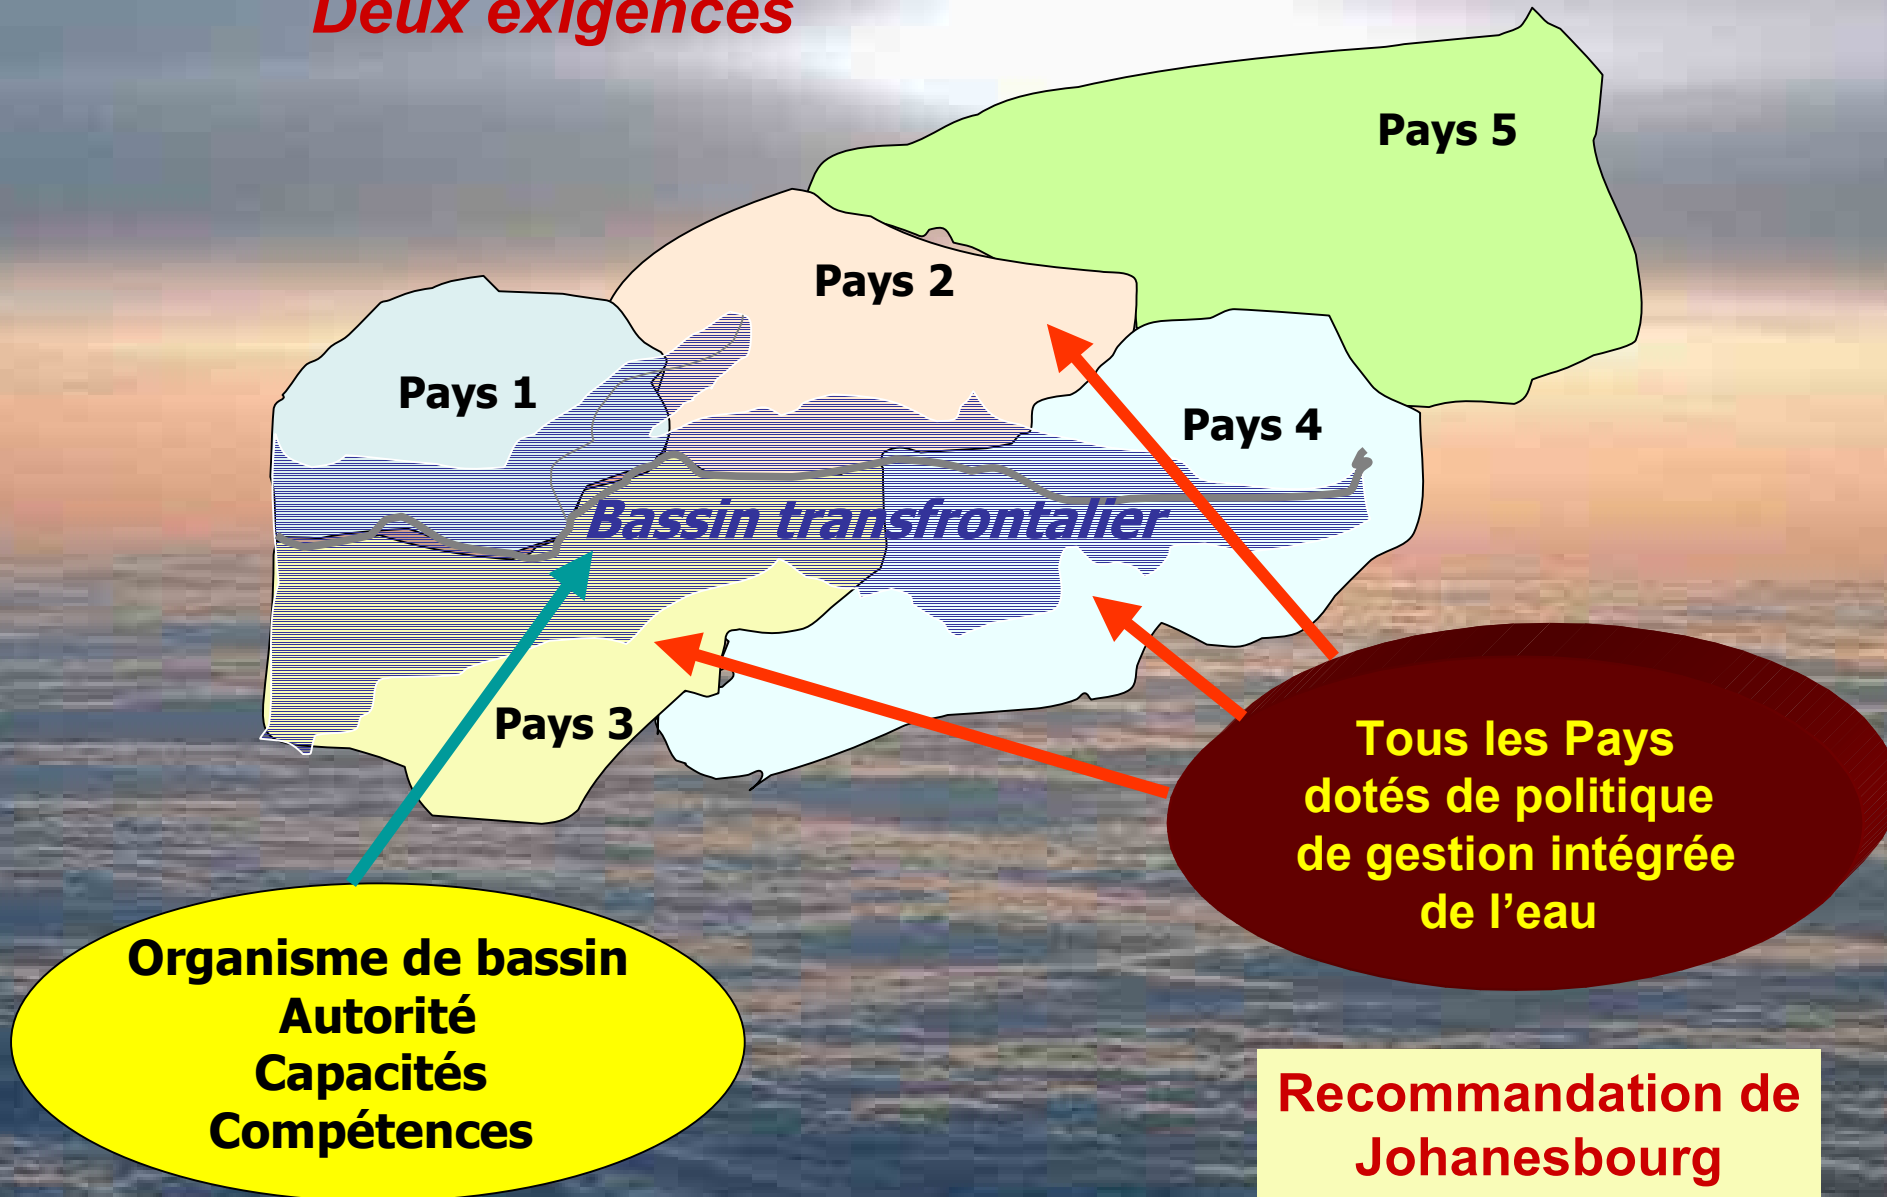 Deux exigences
Pays 5
Pays 2
Pays 1
Pays 4
Bassin transfrontalier
Pays 3
Tous les Pays
dotés de politique
de gestion intégrée
de l’eau
Organisme de bassin
Autorité
Capacités
Compétences
Recommandation de
Johanesbourg